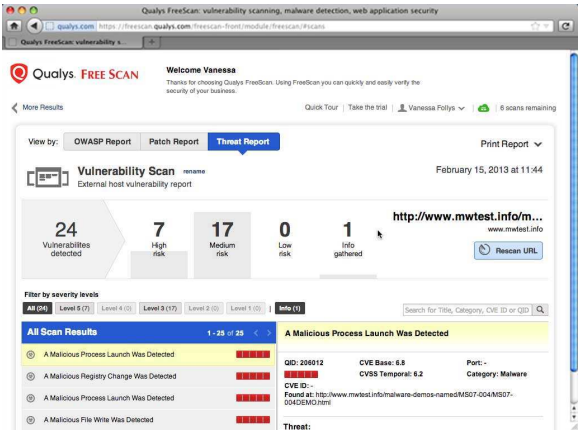 Qualys FreeScan: vulnerability scanning, malware detection, web application security
qualys.com https://freescan.qualys.com/freescan-front/module/freescan/#scans
Qualys FreeScan: vulnerability s...
Qualys. FREE SCAN
Welcome Vanessa
Thanks for choosing Qualys FreeScan. Using FreeScan you can quickly and easily verify the
security of your business.
More Results
Quick Tour | Take the trial | Vanessa Follys | 6 scans remaining
View by: OWASP Report Patch Report Threat Report
Print Report
Vulnerability Scan rename
External host vulnerability report
February 15, 2013 at 11:44
24
Vulnerabilites
detected
7
High
risk
17
Medium
risk
0
Low
risk
1
Info
gathered
http://www.mwtest.info/m...
www.mwtest.info
Rescan URL
Filter by severity levels
All (24) Level 5 (7) Level 4 (0) Level 3 (17) Level 2 (0) Level 1 (0) | Info (1)
Search for Title, Category, CVE ID or QID
All Scan Results 1 - 25 of 25
A Malicious Process Launch Was Detected
A Malicious Registry Change Was Detected
A Malicious Process Launch Was Detected
A Malicious File Write Was Detected
A Malicious Process Launch Was Detected
QID: 206012 CVE Base: 6.8 Port: -
CVSS Temporal: 6.2 Category: Malware
CVE ID: -
Found at: http://www.mwtest.info/malware-demos-named/MS07-004/MS07-
004DEMO.html
Threat: